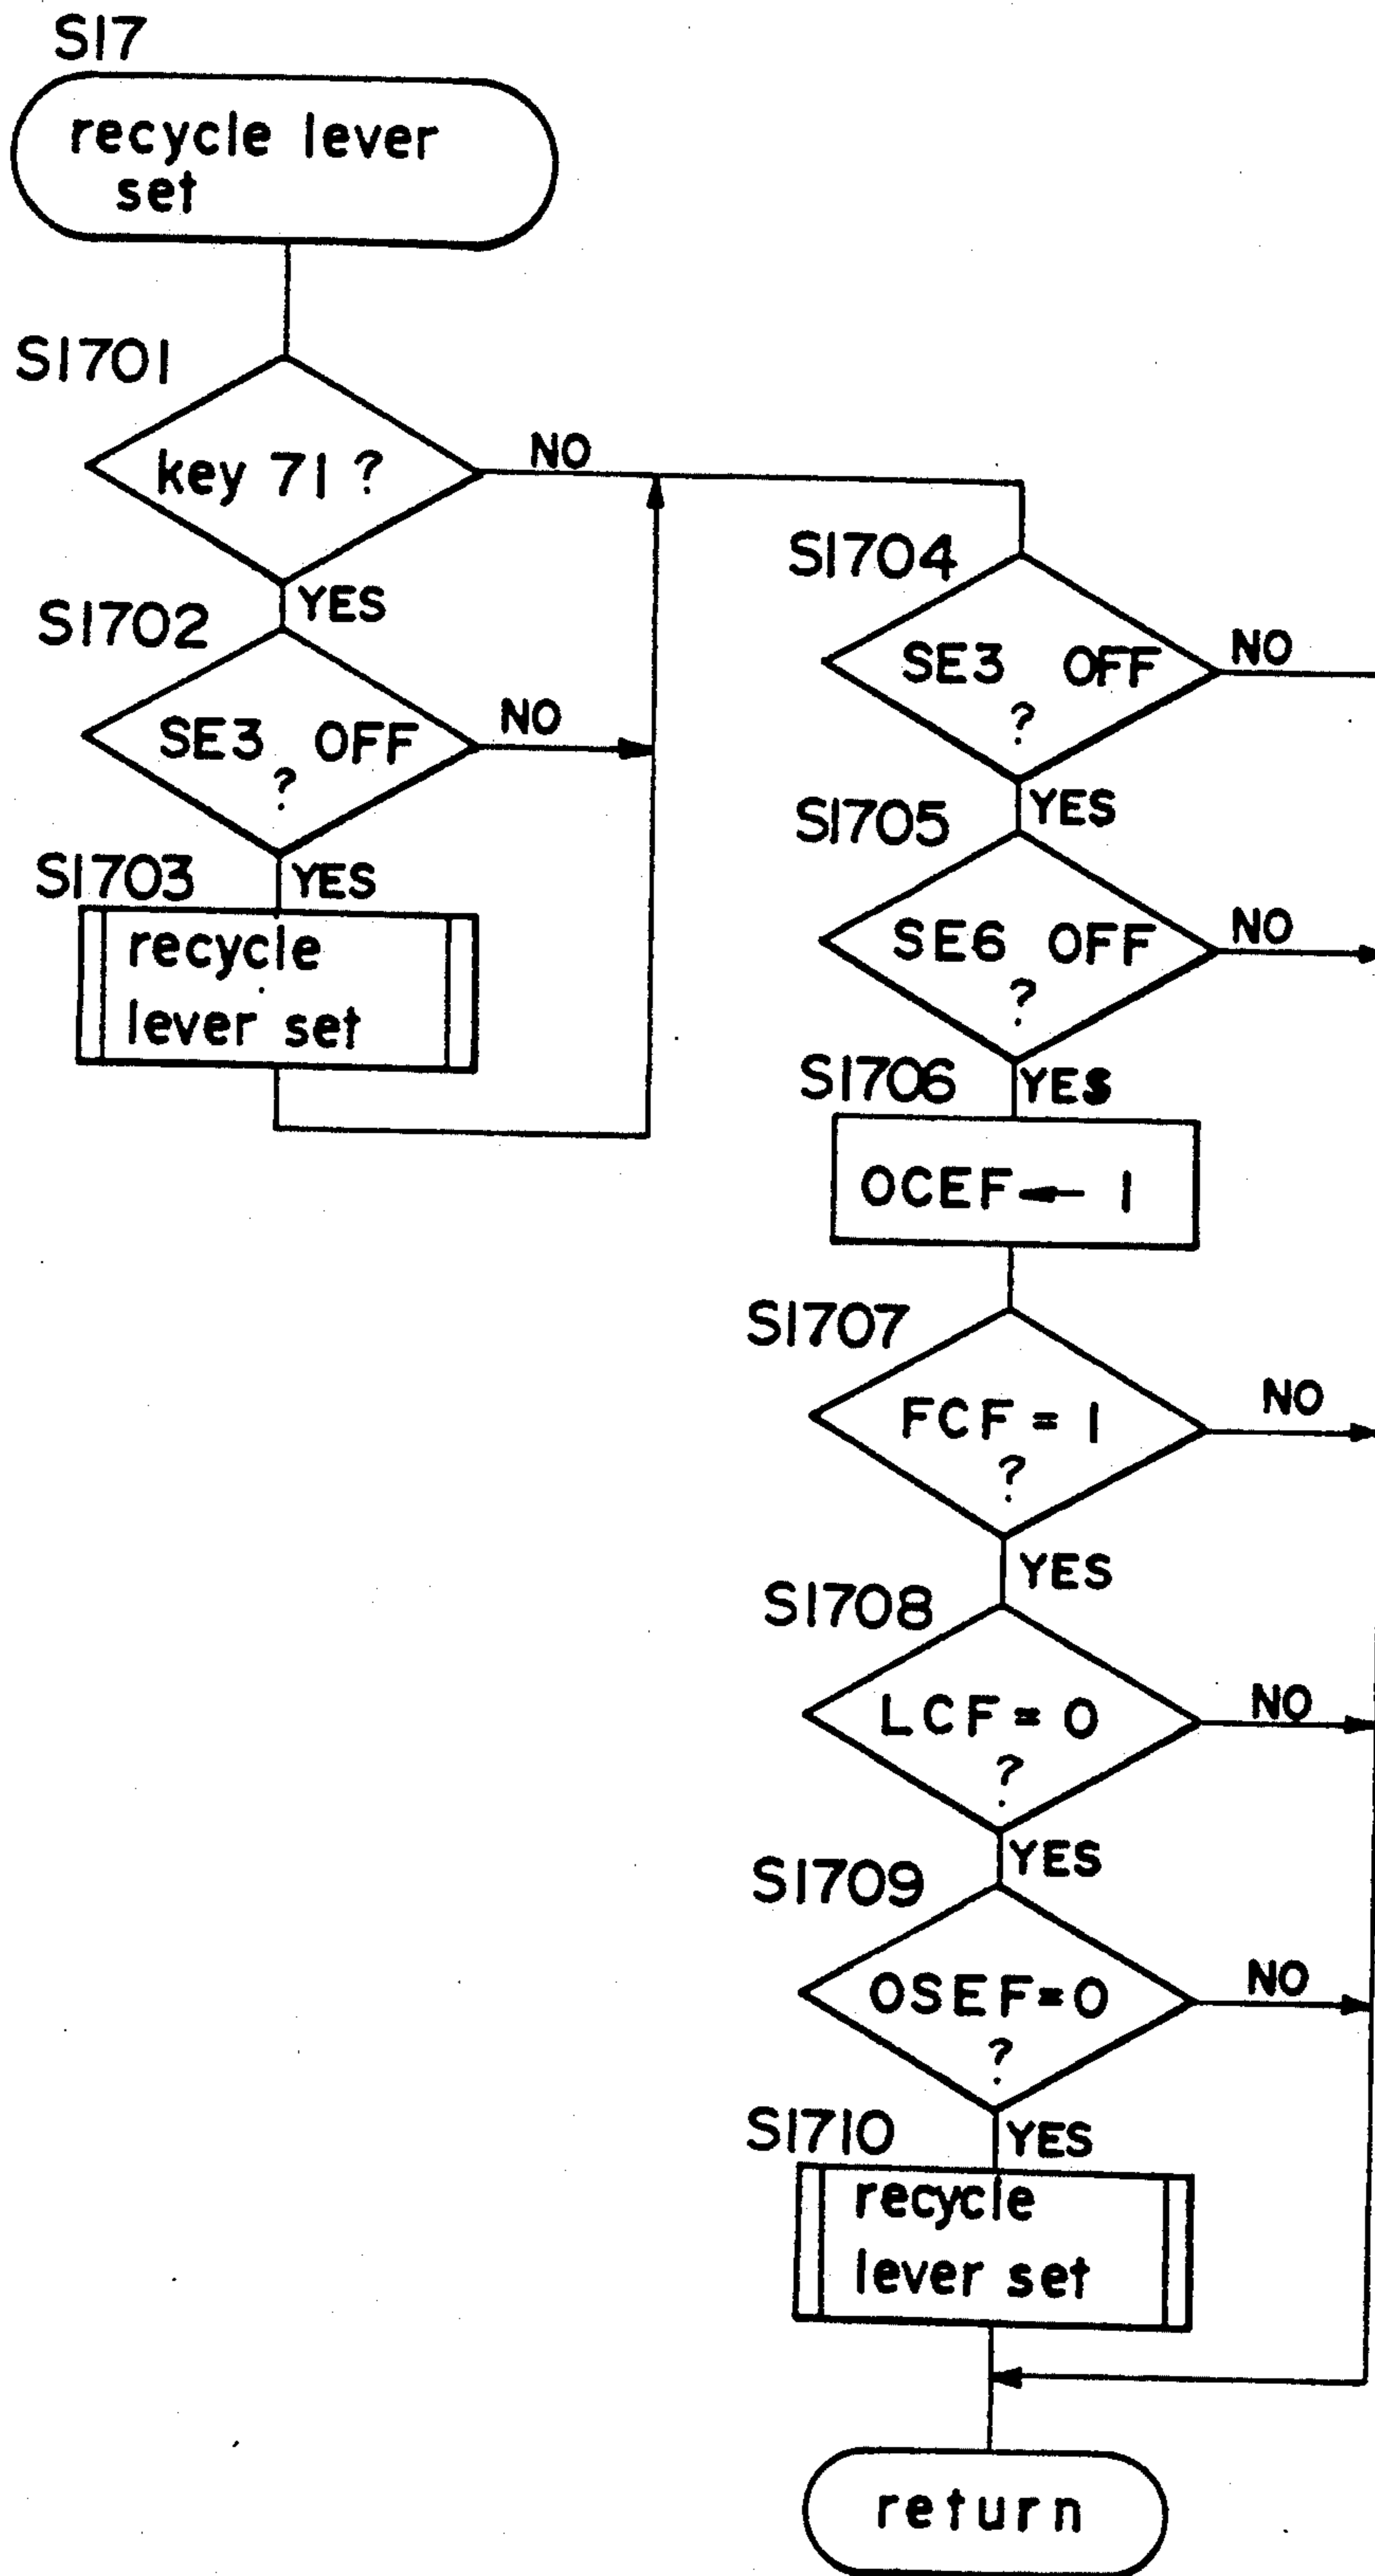 S17
recycle lever
set
S1701
key 71 ?
NO
YES
S1702
SE3 OFF
?
NO
YES
S1703
recycle
lever set
S1704
SE3 OFF
?
NO
YES
S1705
SE6 OFF
?
NO
YES
S1706
OCEF ← 1
S1707
FCF = 1
?
NO
YES
S1708
LCF = 0
?
NO
YES
S1709
OSEF=0
?
NO
YES
S1710
recycle
lever set
return